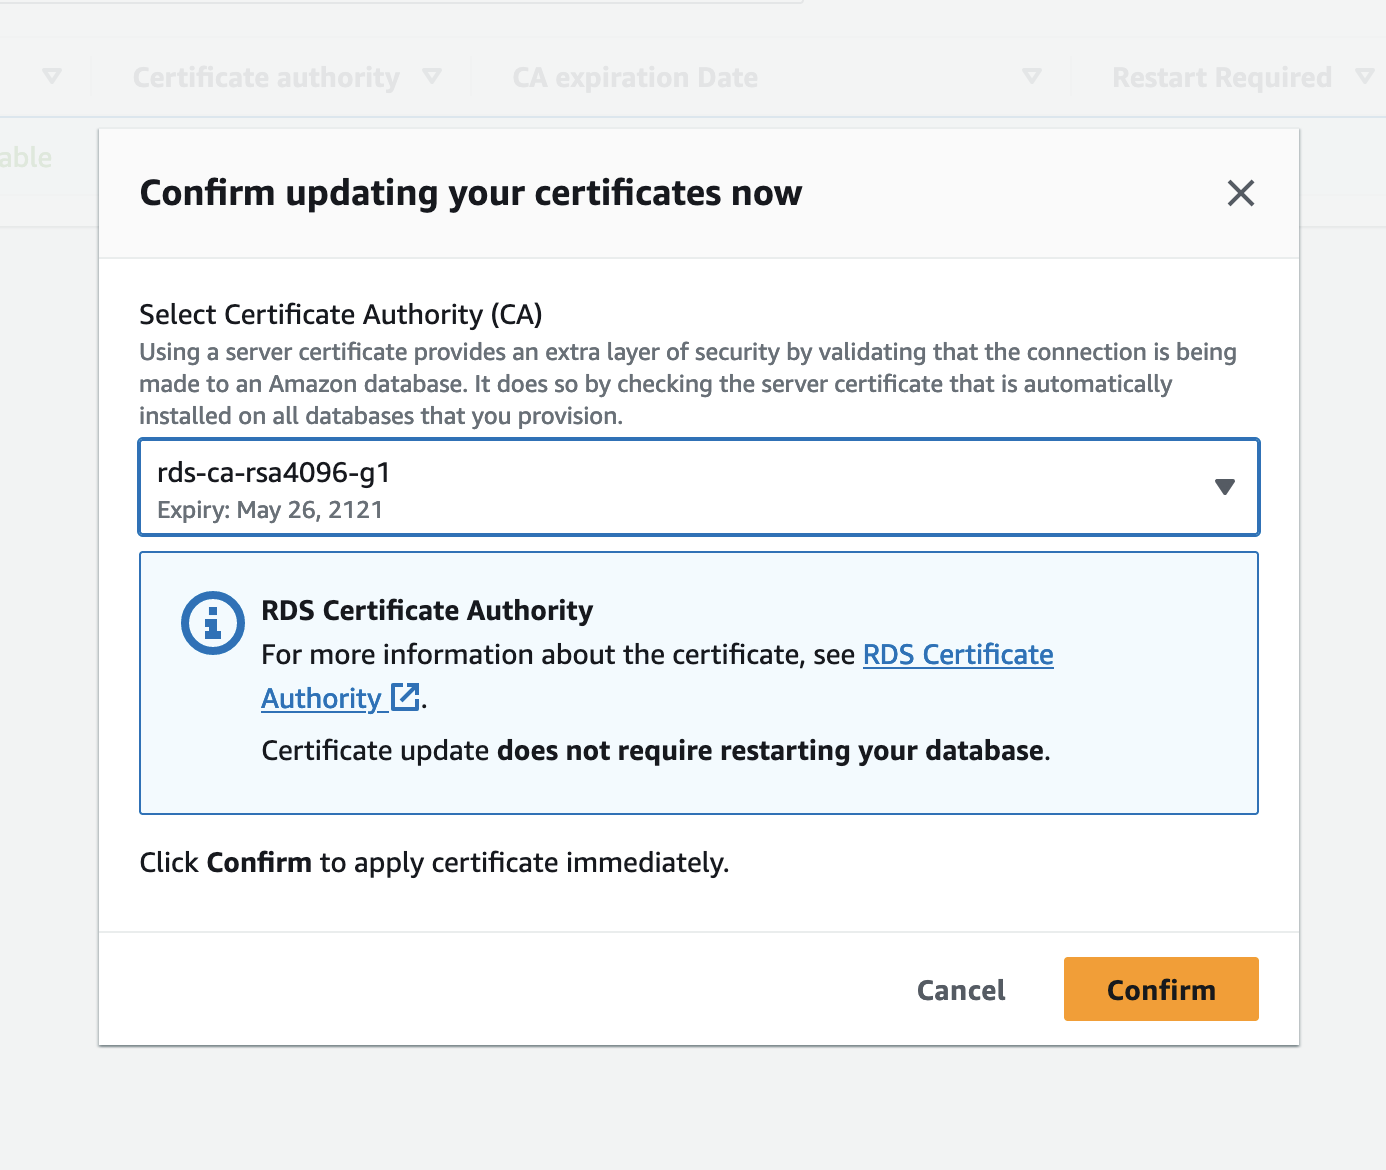 Certificate authority CA expiration Date Restart Required
able
Confirm updating your certificates now
Select Certificate Authority (CA)
Using a server certificate provides an extra layer of security by validating that the connection is being
made to an Amazon database. It does so by checking the server certificate that is automatically
installed on all databases that you provision.
rds-ca-rsa4096-g1
Expiry: May 26, 2121
RDS Certificate Authority
For more information about the certificate, see RDS Certificate
Authority.
Certificate update does not require restarting your database.
Click Confirm to apply certificate immediately.
Cancel Confirm